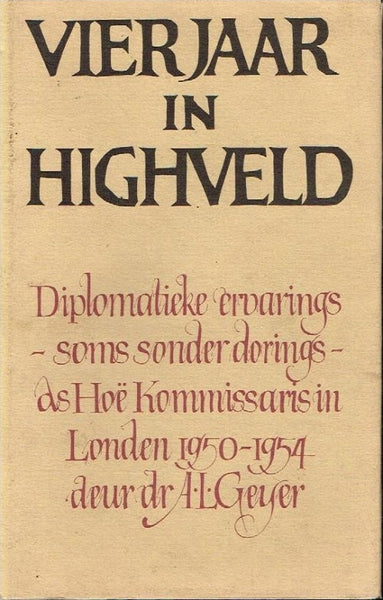 VIER JAAR
IN
HIGHVELD
Diplomatieke ervarings
- soms sonder dorings -
as Hoë Kommissaris in
Londen 1950-1954
deur dr A.L.Geyer